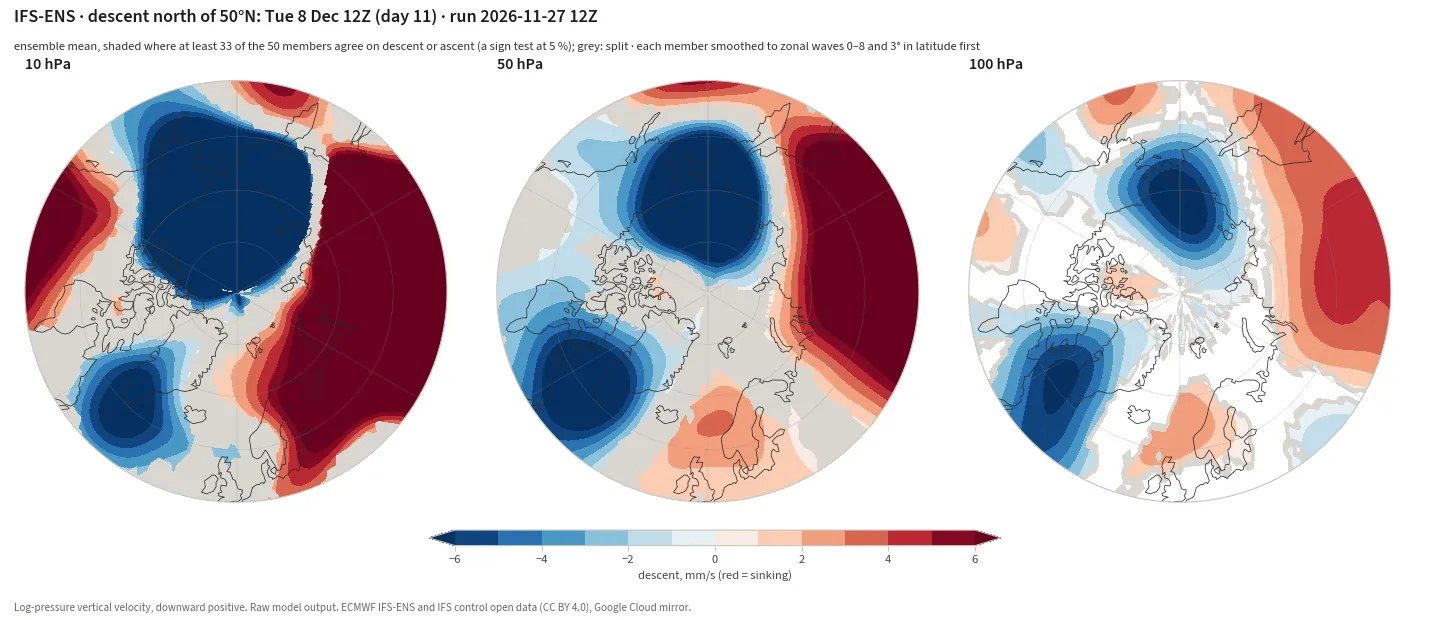 IFS-ENS · descent north of 50°N: Tue 8 Dec 12Z (day 11) · run 2026-11-27 12Z
ensemble mean, shaded where at least 33 of the 50 members agree on descent or ascent (a sign test at 5 %); grey: split · each member smoothed to zonal waves 0–8 and 3° in latitude first
10 hPa
50 hPa
100 hPa
−6 −4 −2 0 2 4 6
descent, mm/s (red = sinking)
Log-pressure vertical velocity, downward positive. Raw model output. ECMWF IFS-ENS and IFS control open data (CC BY 4.0), Google Cloud mirror.